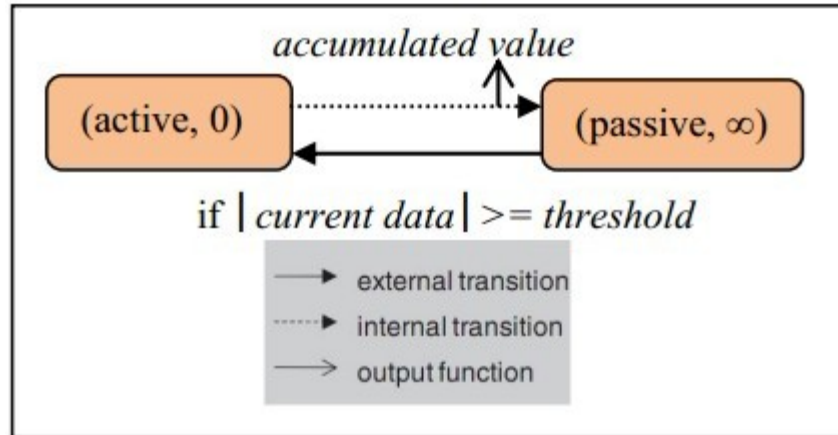 accumulated value
(active, 0)
(passive, ∞)
if |current data| >= threshold
external transition
internal transition
output function